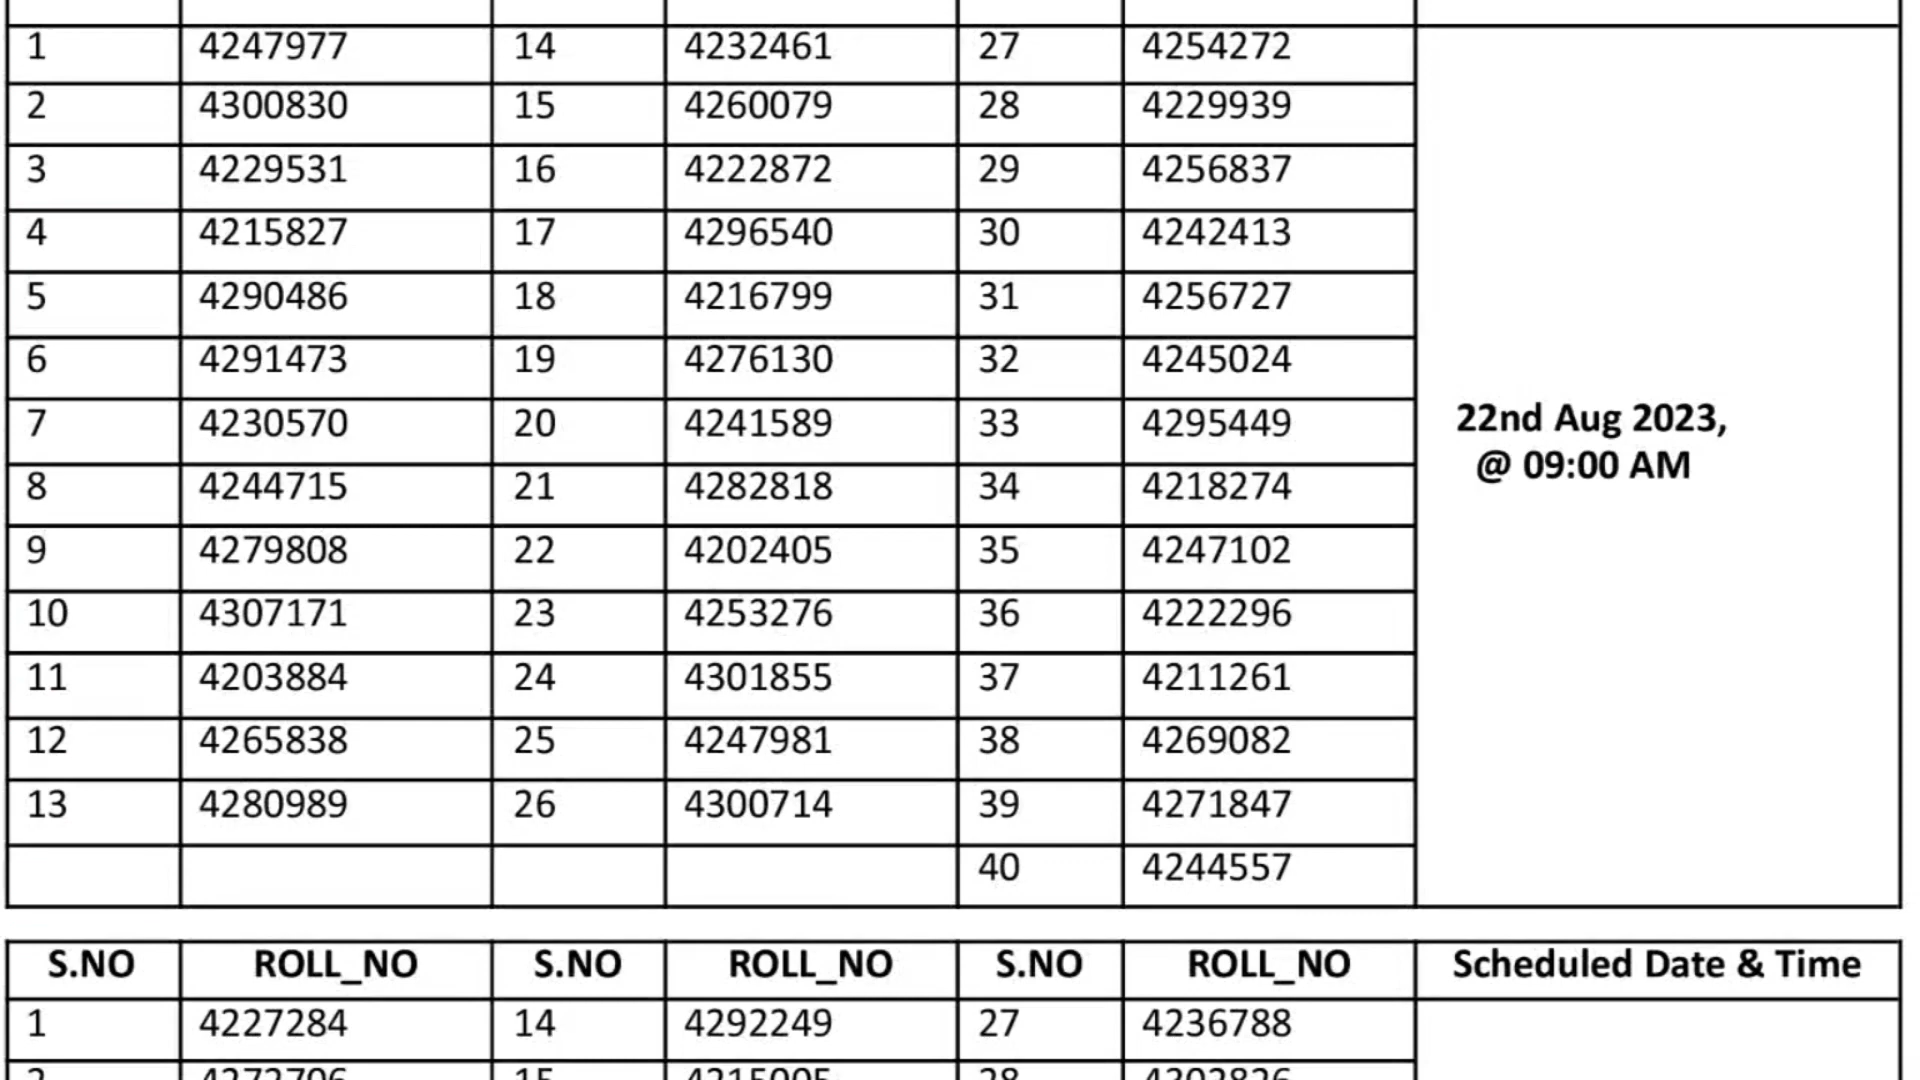 1 4247977 14 4232461 27 4254272
2 4300830 15 4260079 28 4229939
3 4229531 16 4222872 29 4256837
4 4215827 17 4296540 30 4242413
5 4290486 18 4216799 31 4256727
6 4291473 19 4276130 32 4245024
7 4230570 20 4241589 33 4295449
22nd Aug 2023,
@ 09:00 AM
8 4244715 21 4282818 34 4218274
9 4279808 22 4202405 35 4247102
10 4307171 23 4253276 36 4222296
11 4203884 24 4301855 37 4211261
12 4265838 25 4247981 38 4269082
13 4280989 26 4300714 39 4271847
40 4244557
S.NO ROLL_NO S.NO ROLL_NO S.NO ROLL_NO Scheduled Date & Time
1 4227284 14 4292249 27 4236788